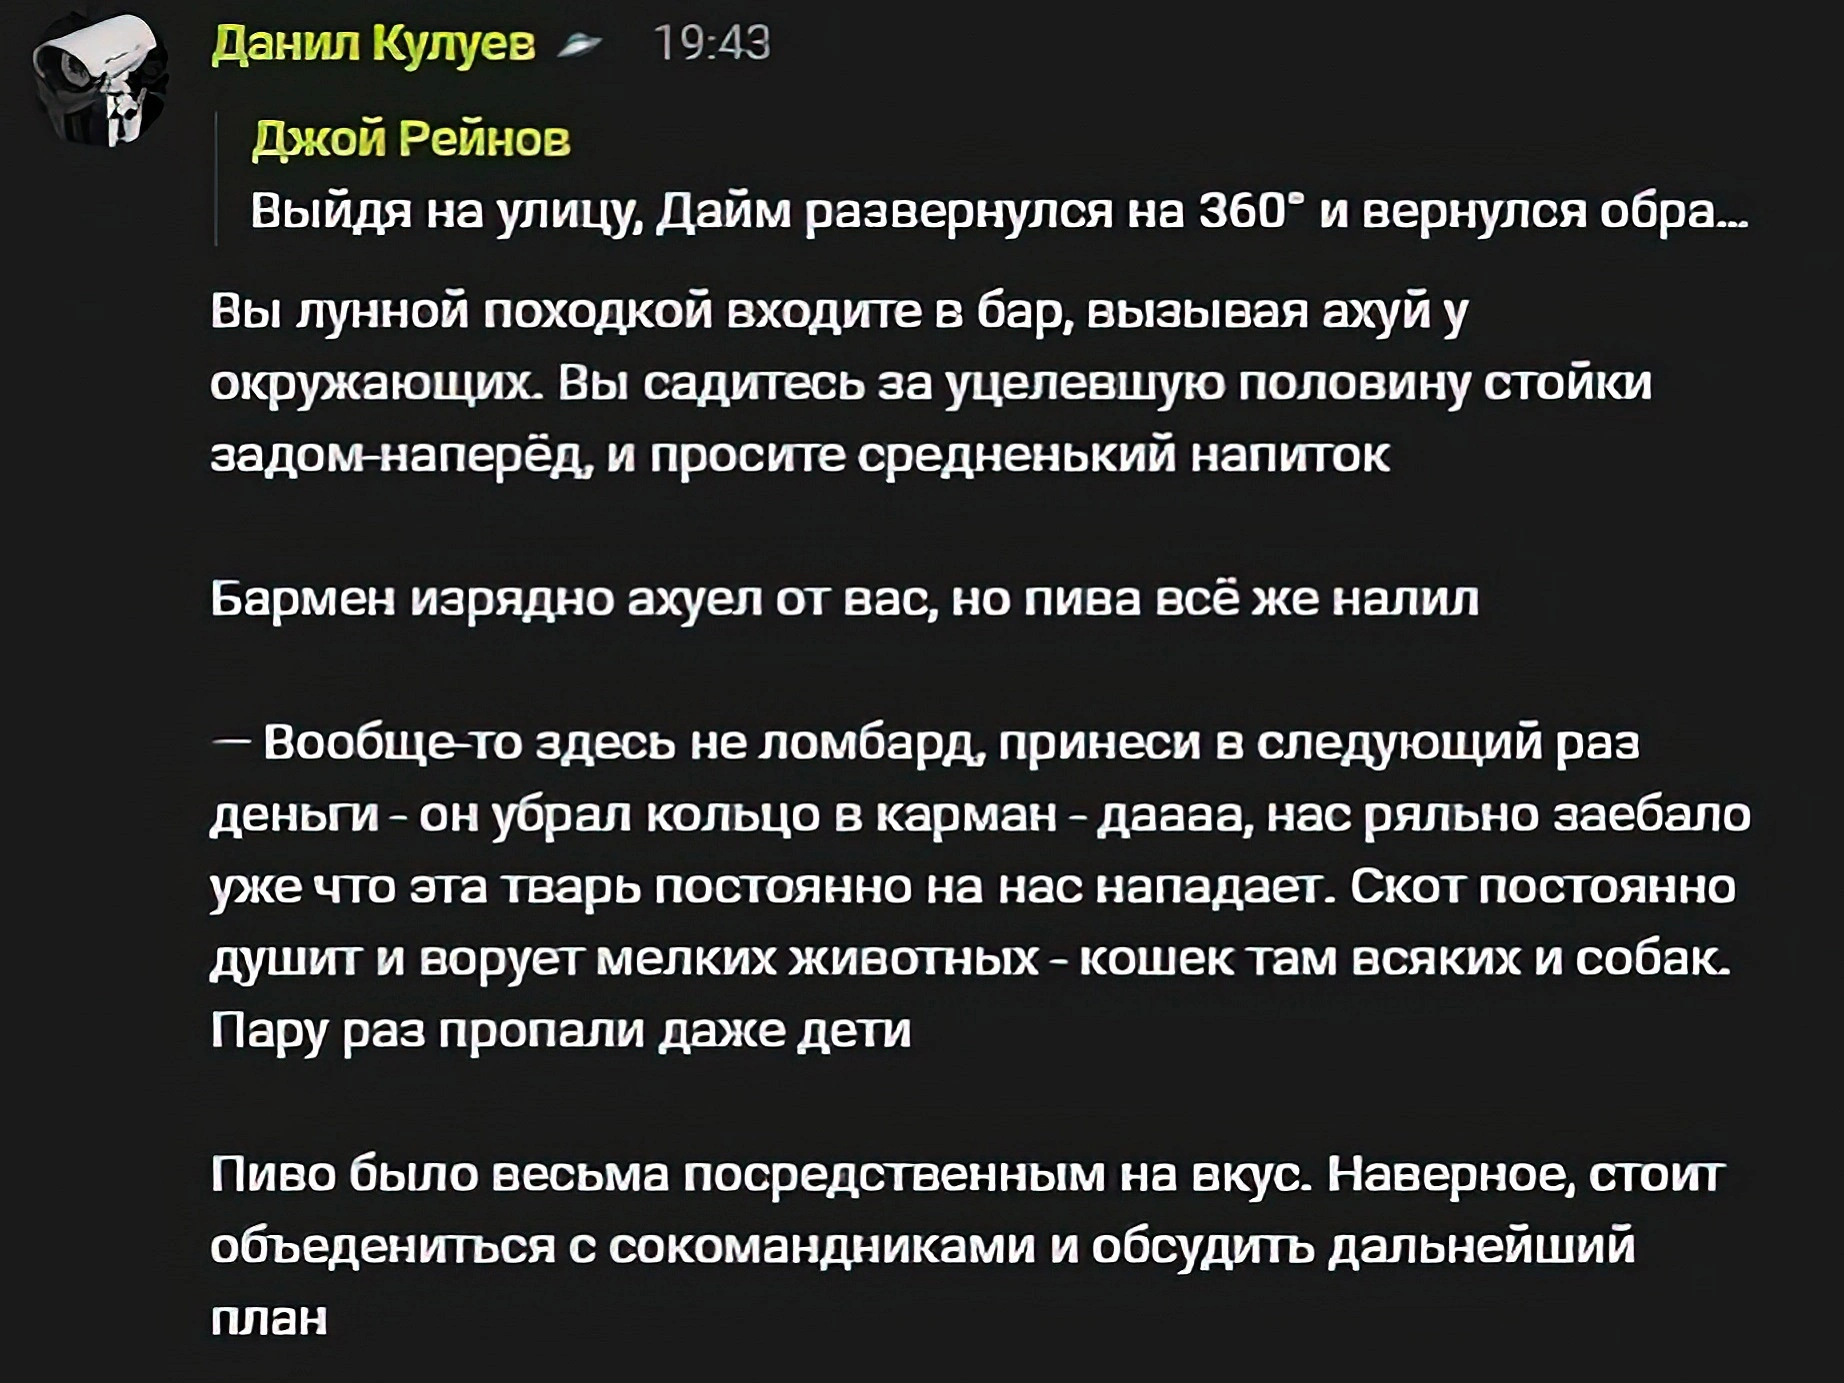 Данил Кулуев 19:43
Джой Рейнов
Выйдя на улицу, Дайм развернулся на 360° и вернулся обра...
Вы лунной походкой входите в бар, вызывая ахуй у
окружающих. Вы садитесь за уцелевшую половину стойки
задом-наперёд, и просите средненький напиток
Бармен изрядно ахуел от вас, но пива всё же налил
— Вообще-то здесь не ломбард, принеси в следующий раз
деньги - он убрал кольцо в карман - даааа, нас ряльно заебало
уже что эта тварь постоянно на нас нападает. Скот постоянно
душит и ворует мелких животных - кошек там всяких и собак.
Пару раз пропали даже дети
Пиво было весьма посредственным на вкус. Наверное, стоит
объедениться с сокомандниками и обсудить дальнейший
план